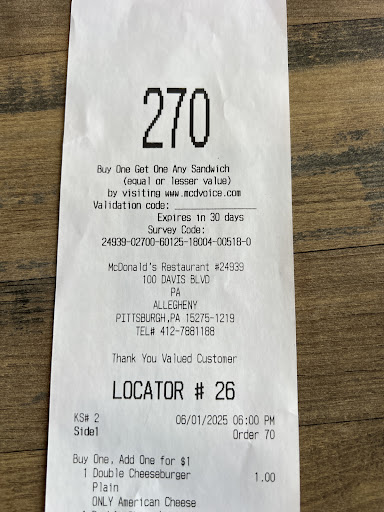 270
Buy One Get One Any Sandwich
(equal or lesser value)
by visiting www.mcdvoice.com
Validation code: ________________
Expires in 30 days
Survey Code:
24939-02700-60125-18004-00518-0
McDonald's Restaurant #24939
100 DAVIS BLVD
PA
ALLEGHENY
PITTSBURGH,PA 15275-1219
TEL# 412-7881188
Thank You Valued Customer
LOCATOR # 26
KS# 2 06/01/2025 06:00 PM
Side1 Order 70
Buy One, Add One for $1
1 Double Cheeseburger 1.00
Plain
ONLY American Cheese